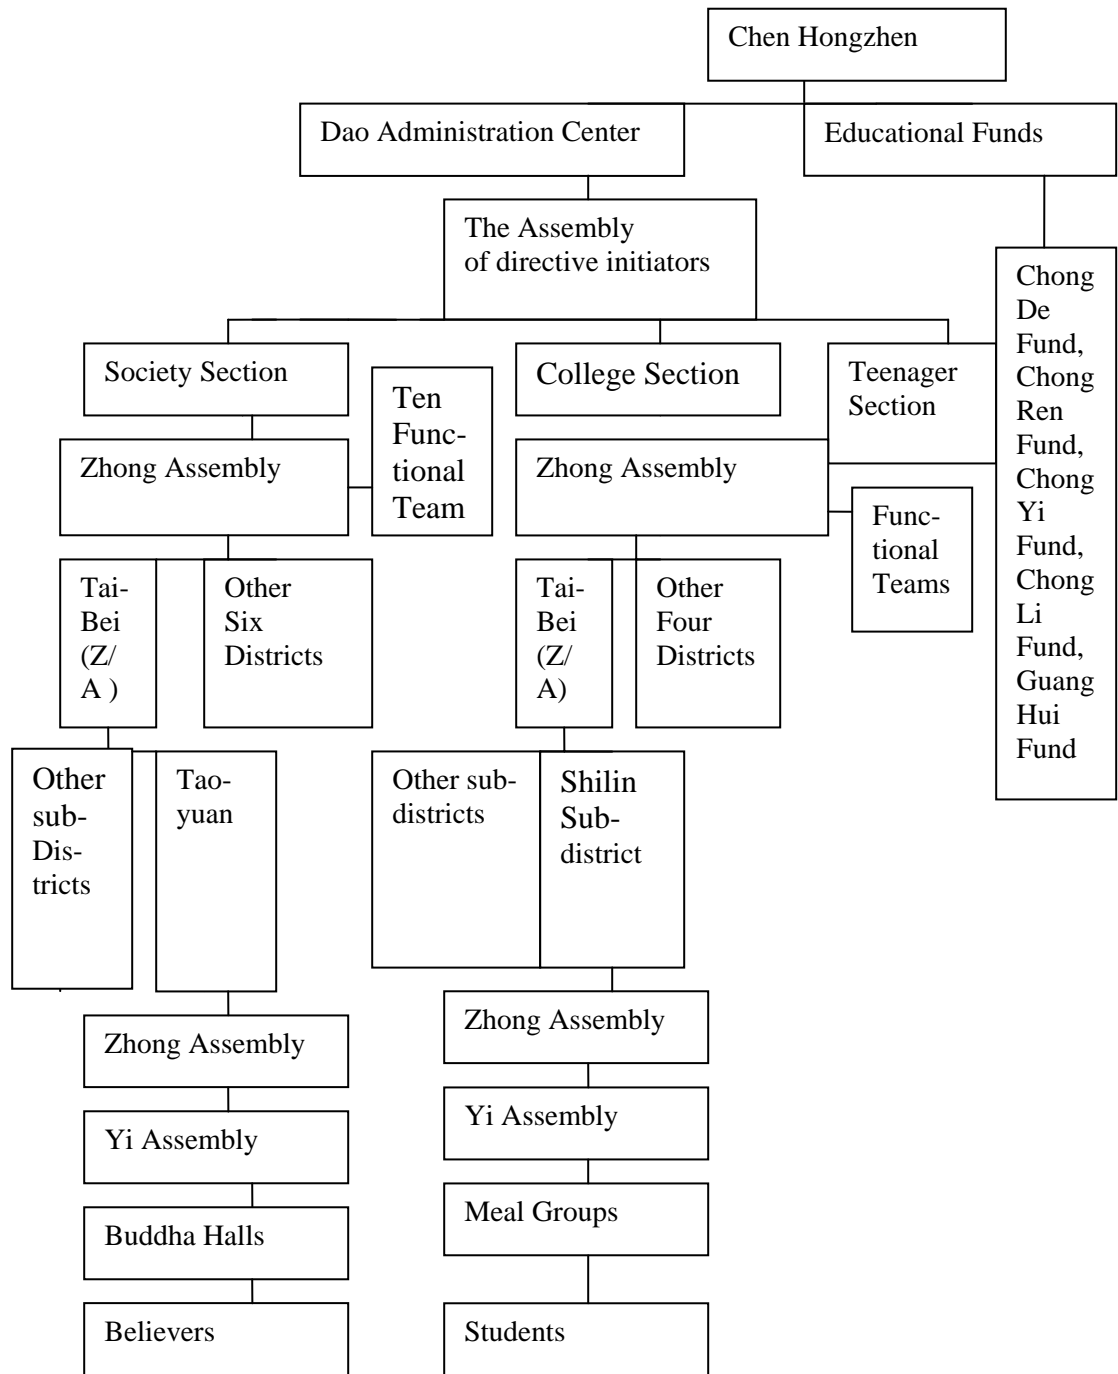 Chen Hongzhen
Dao Administration Center
Educational Funds
The Assembly
of directive initiators
Chong
De
Fund,
Chong
Ren
Fund,
Chong
Yi
Fund,
Chong
Li
Fund,
Guang
Hui
Fund
Society Section
Ten
Func-
tional
Team
College Section
Teenager
Section
Zhong Assembly
Zhong Assembly
Func-
tional
Teams
Tai-
Bei
(Z/
A )
Other
Six
Districts
Tai-
Bei
(Z/
A)
Other
Four
Districts
Other
sub-
Dis-
tricts
Tao-
yuan
Other sub-
districts
Shilin
Sub-
district
Zhong Assembly
Zhong Assembly
Yi Assembly
Yi Assembly
Buddha Halls
Meal Groups
Believers
Students